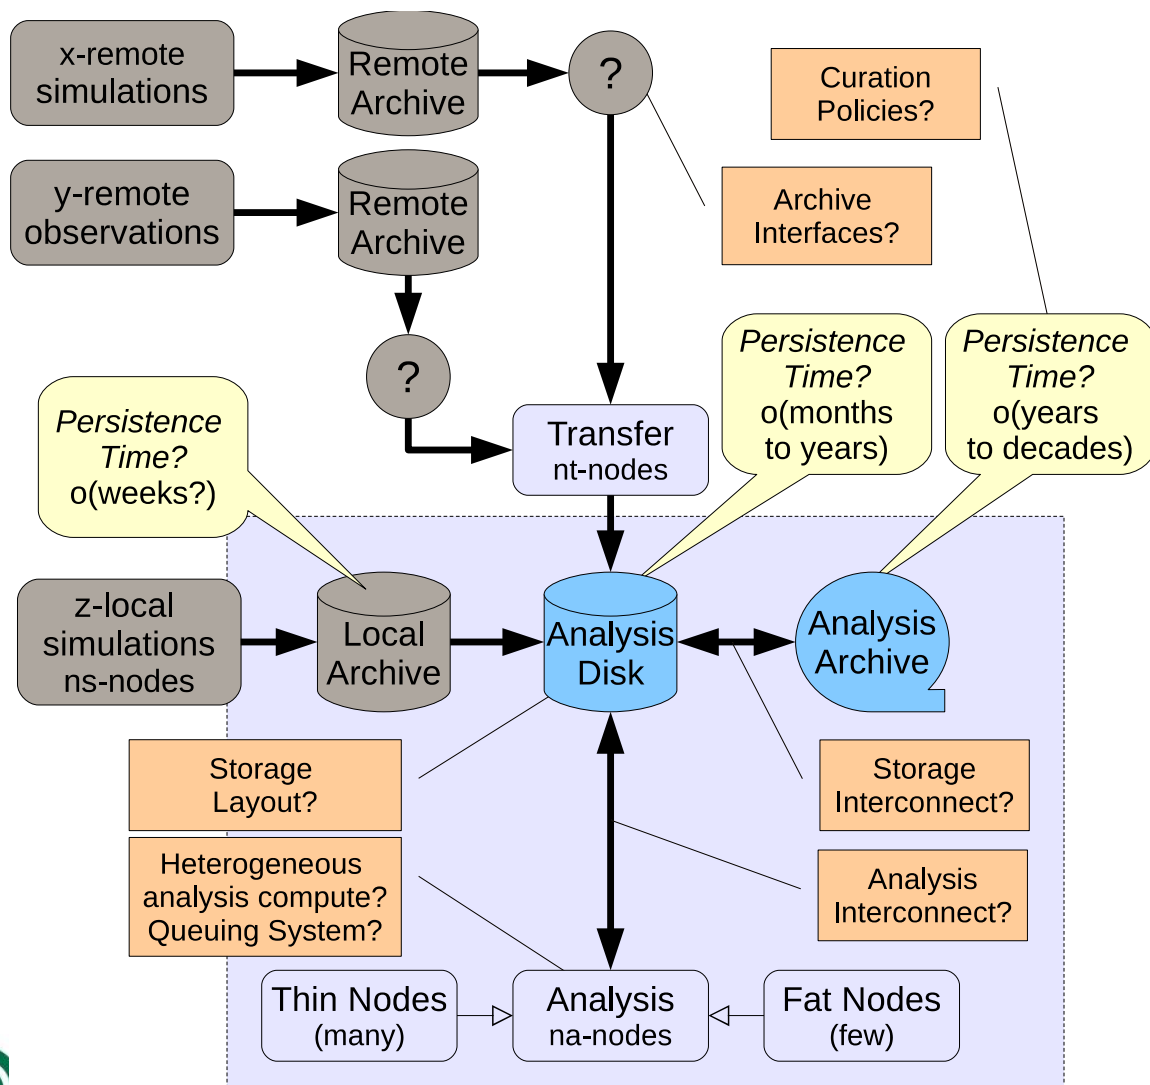 x-remote
simulations
Remote
Archive
?
Curation
Policies?
y-remote
observations
Remote
Archive
Archive
Interfaces?
?
Persistence
Time?
o(weeks?)
Transfer
nt-nodes
Persistence
Time?
o(months
to years)
Persistence
Time?
o(years
to decades)
z-local
simulations
ns-nodes
Local
Archive
Analysis
Disk
Analysis
Archive
Storage
Layout?
Storage
Interconnect?
Heterogeneous
analysis compute?
Queuing System?
Analysis
Interconnect?
Thin Nodes
(many)
Analysis
na-nodes
Fat Nodes
(few)